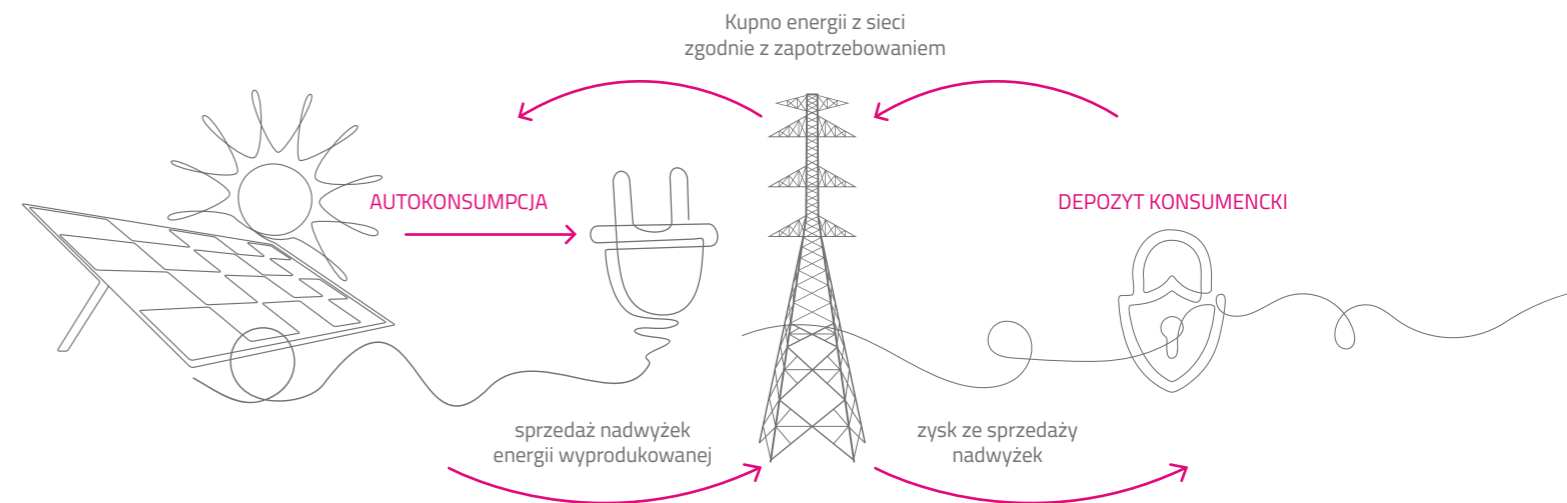 Kupno energii z sieci
zgodnie z zapotrzebowaniem
AUTOKONSUMPCJA
DEPOZYT KONSUMENCKI
sprzedaż nadwyżek
energii wyprodukowanej
zysk ze sprzedaży
nadwyżek